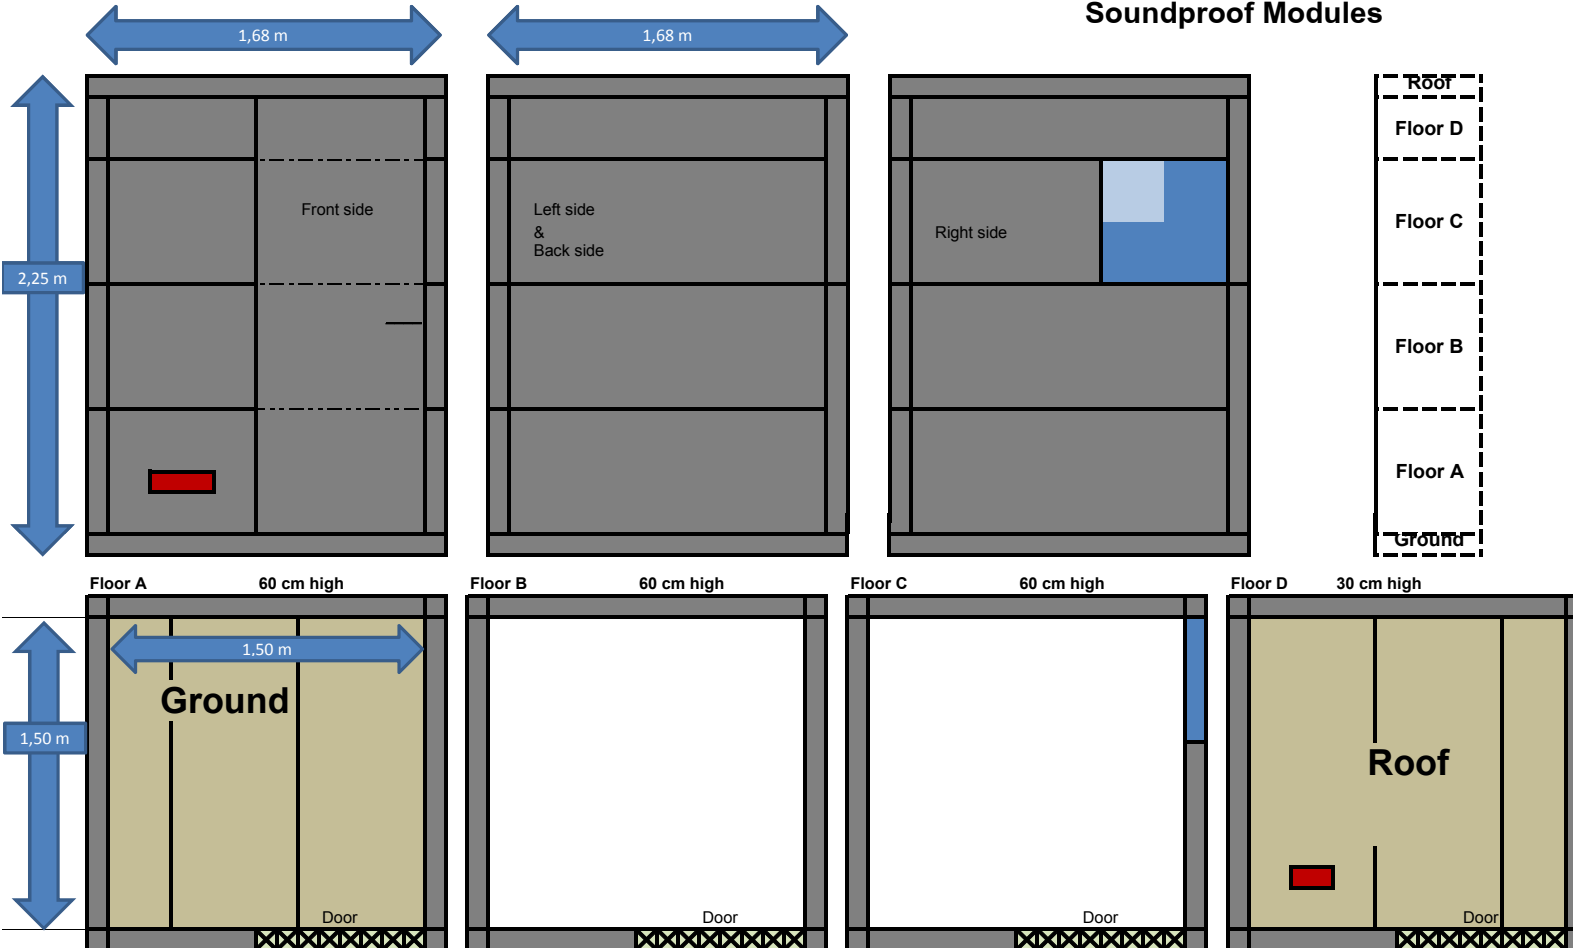 Soundproof Modules
1,68 m
1,68 m
2,25 m
Front side
Left side
&
Back side
Right side
Roof
Floor D
Floor C
Floor B
Floor A
Ground
Floor A 60 cm high
Floor B 60 cm high
Floor C 60 cm high
Floor D 30 cm high
1,50 m
1,50 m
Ground
Roof
Door
Door
Door
Door